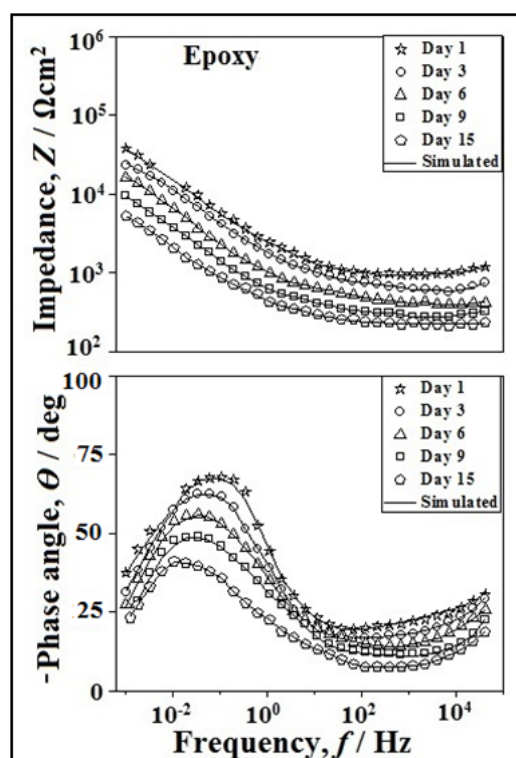 Epoxy
Day 1
Day 3
Day 6
Day 9
Day 15
Simulated
Impedance, Z / Ωcm²
10⁶
10⁵
10⁴
10³
10²
Day 1
Day 3
Day 6
Day 9
Day 15
Simulated
-Phase angle, Ө / deg
100
75
50
25
0
10⁻² 10⁰ 10² 10⁴
Frequency, f / Hz